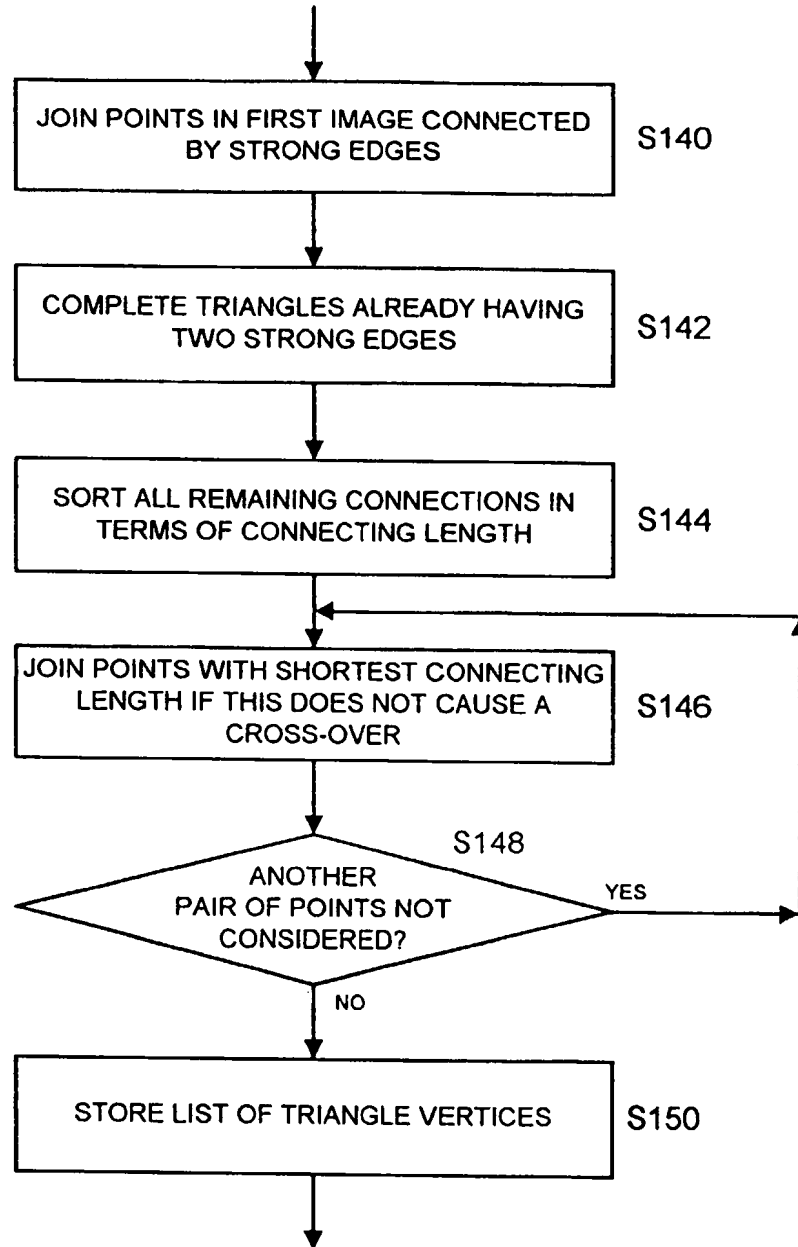 JOIN POINTS IN FIRST IMAGE CONNECTED
BY STRONG EDGES
S140
COMPLETE TRIANGLES ALREADY HAVING
TWO STRONG EDGES
S142
SORT ALL REMAINING CONNECTIONS IN
TERMS OF CONNECTING LENGTH
S144
JOIN POINTS WITH SHORTEST CONNECTING
LENGTH IF THIS DOES NOT CAUSE A
CROSS-OVER
S146
S148
ANOTHER
PAIR OF POINTS NOT
CONSIDERED?
YES
NO
STORE LIST OF TRIANGLE VERTICES
S150